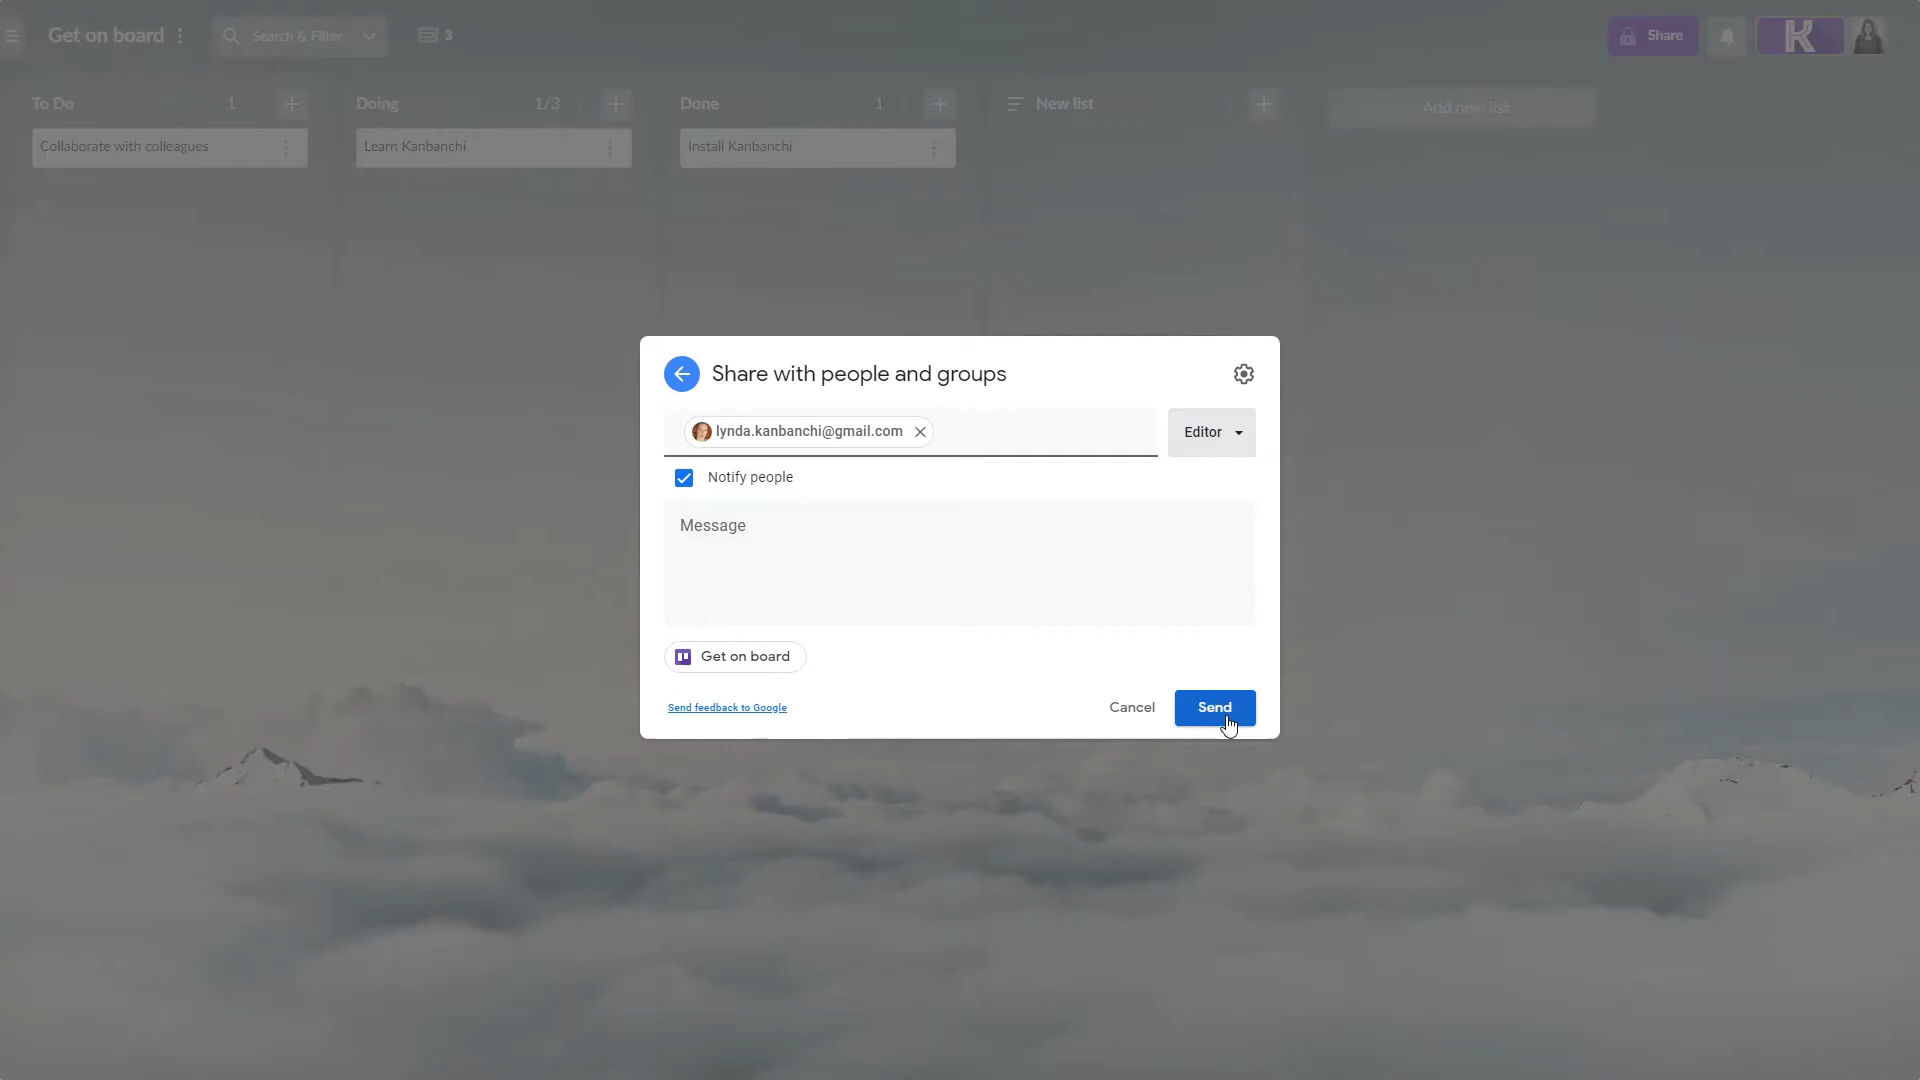 Get on board
Search & Filter
3
Share
K
To Do 1
Doing 1/3
Done 1
New list
Add new list
Collaborate with colleagues
Learn Kanbanchi
Install Kanbanchi
Share with people and groups
lynda.kanbanchi@gmail.com
Editor
Notify people
Message
Get on board
Send feedback to Google
Cancel
Send